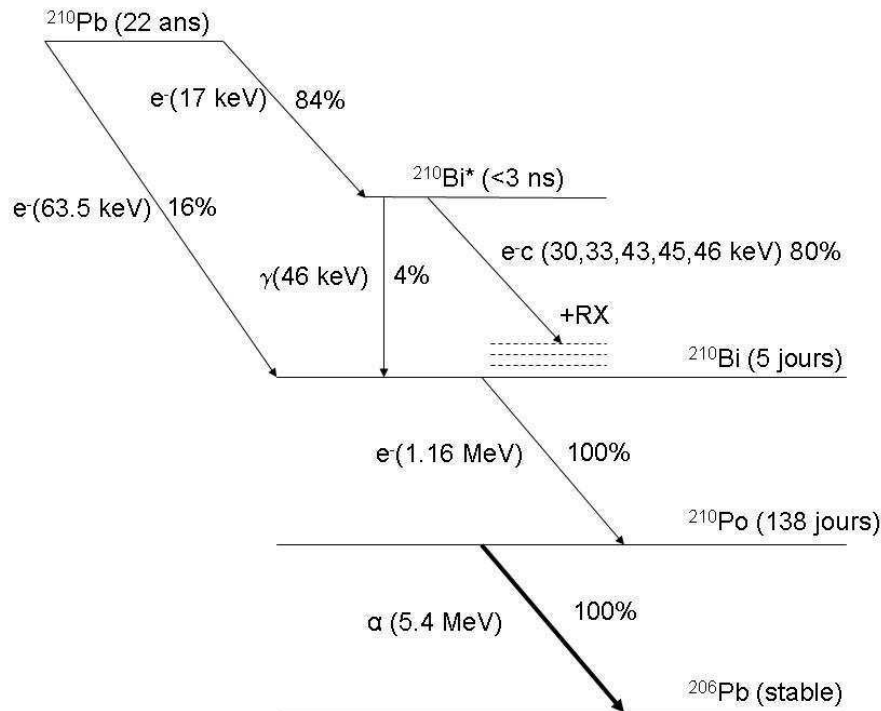 ²¹⁰Pb (22 ans)
e⁻(17 keV) 84%
²¹⁰Bi* (<3 ns)
e⁻(63.5 keV) 16%
e⁻c (30,33,43,45,46 keV) 80%
γ(46 keV) 4%
+RX
²¹⁰Bi (5 jours)
e⁻(1.16 MeV) 100%
²¹⁰Po (138 jours)
α (5.4 MeV) 100%
²⁰⁶Pb (stable)